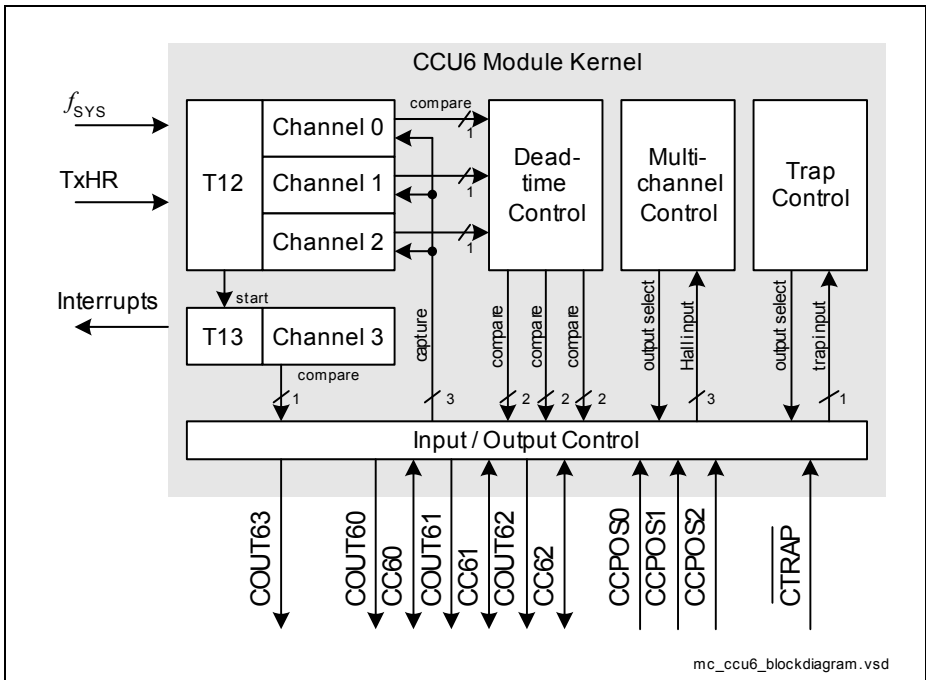 CCU6 Module Kernel
fSYS
TxHR
Interrupts
T12
Channel 0
Channel 1
Channel 2
compare
1
1
1
Dead-
time
Control
Multi-
channel
Control
Trap
Control
start
T13
Channel 3
compare
1
capture
3
compare
2
compare
2
compare
2
output select
Hall input
3
output select
trap input
1
Input / Output Control
COUT63
COUT60
CC60
COUT61
CC61
COUT62
CC62
CCPOS0
CCPOS1
CCPOS2
CTRAP
mc_ccu6_blockdiagram.vsd